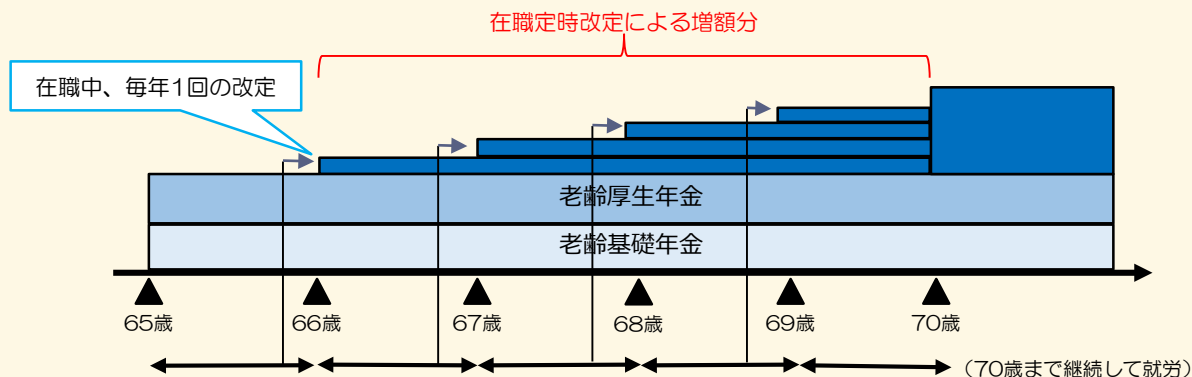 在職定時改定による増額分
在職中、毎年1回の改定
老齢厚生年金
老齢基礎年金
65歳
66歳
67歳
68歳
69歳
70歳
（70歳まで継続して就労）